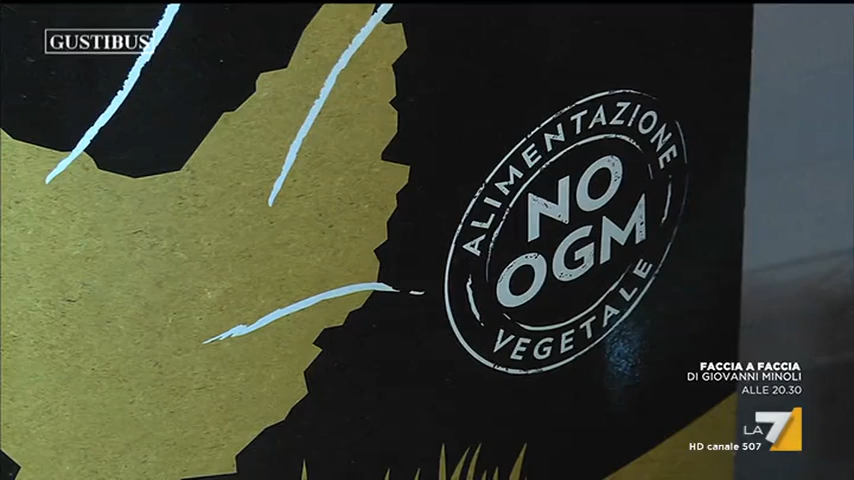 GUSTIBUS
ALIMENTAZIONE
NO
OGM
VEGETALE
FACCIA A FACCIA
DI GIOVANNI MINOLI
ALLE 20.30
LA7
HD canale 507